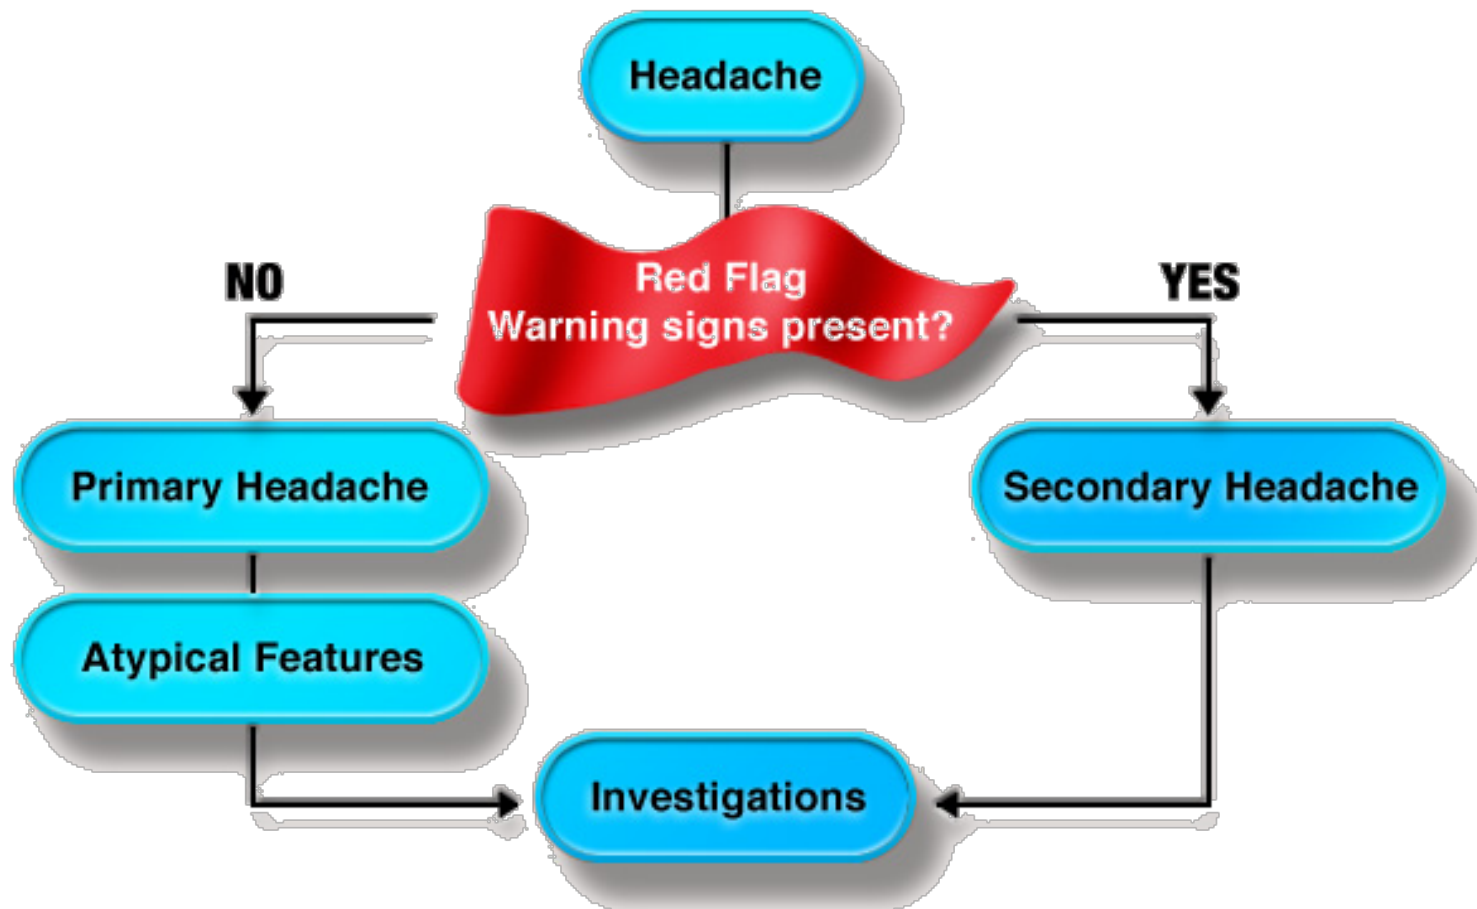 Headache
Red Flag
Warning signs present?
NO
YES
Primary Headache
Secondary Headache
Atypical Features
Investigations